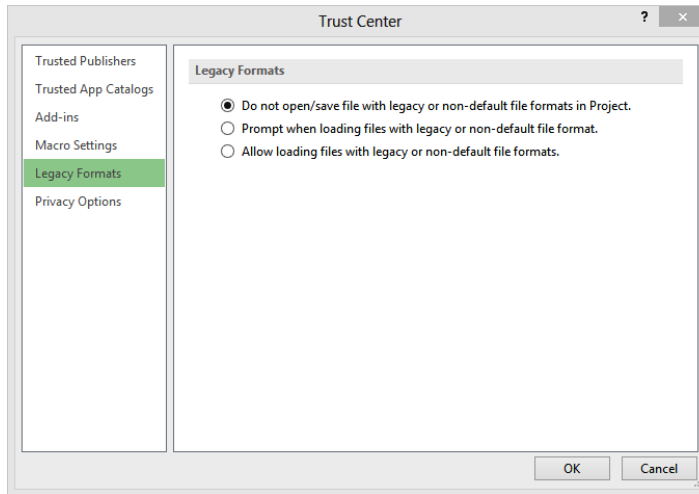 Trust Center
?
Trusted Publishers
Trusted App Catalogs
Add-ins
Macro Settings
Legacy Formats
Privacy Options
Legacy Formats
Do not open/save file with legacy or non-default file formats in Project.
Prompt when loading files with legacy or non-default file format.
Allow loading files with legacy or non-default file formats.
OK
Cancel